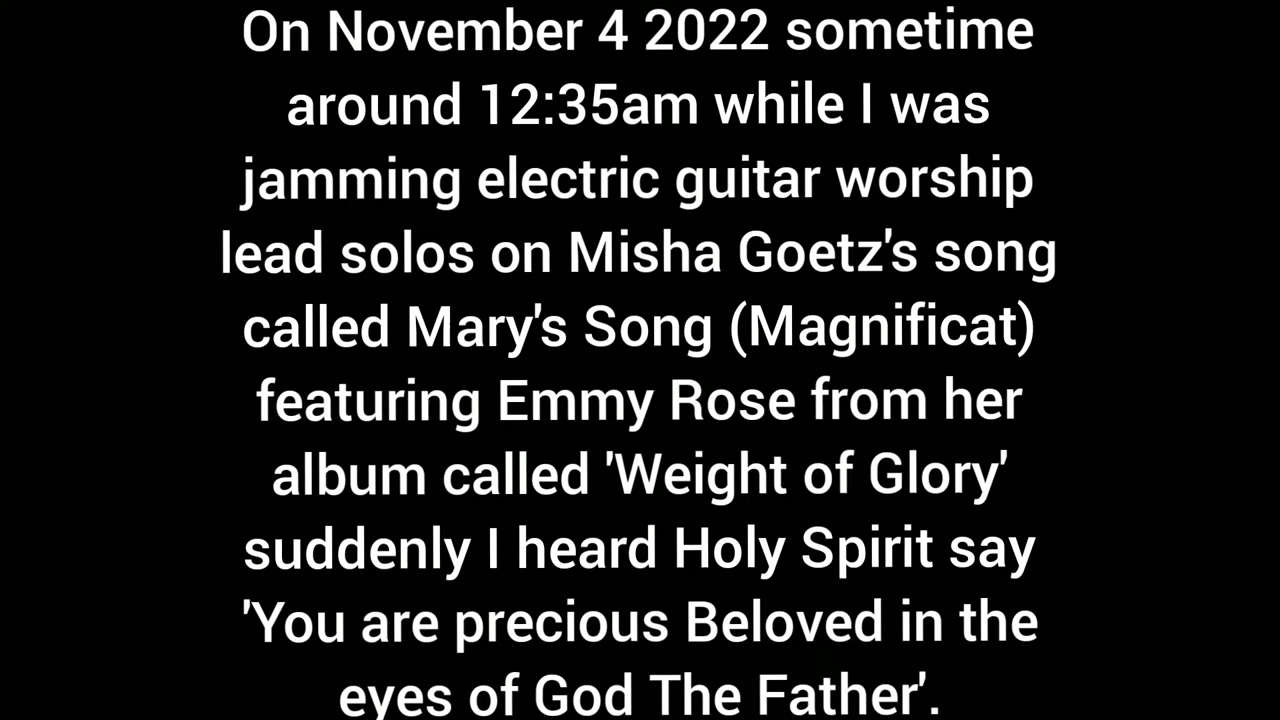 On November 4 2022 sometime
around 12:35am while I was
jamming electric guitar worship
lead solos on Misha Goetz's song
called Mary's Song (Magnificat)
featuring Emmy Rose from her
album called 'Weight of Glory'
suddenly I heard Holy Spirit say
'You are precious Beloved in the
eyes of God The Father'.